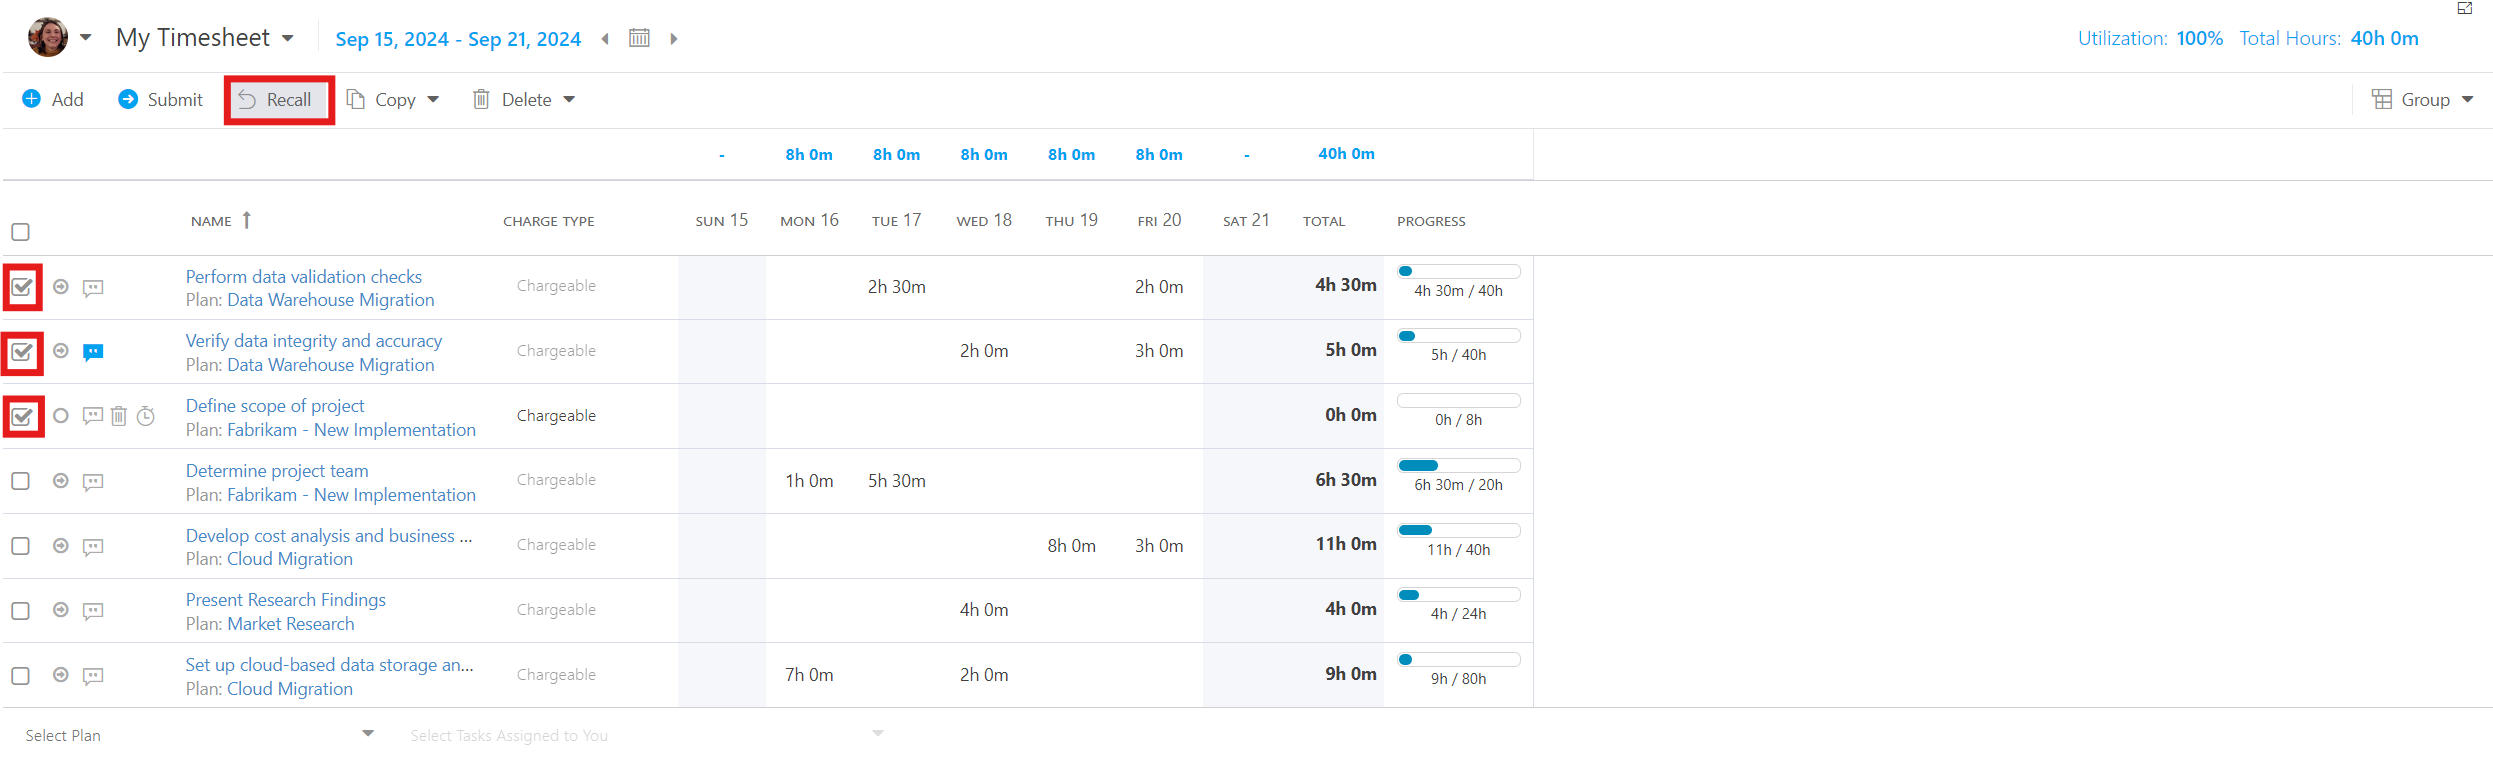 My Timesheet Sep 15, 2024 - Sep 21, 2024 Utilization: 100% Total Hours: 40h 0m
Add Submit Recall Copy Delete Group
- 8h 0m 8h 0m 8h 0m 8h 0m 8h 0m - 40h 0m
NAME CHARGE TYPE SUN 15 MON 16 TUE 17 WED 18 THU 19 FRI 20 SAT 21 TOTAL PROGRESS
Perform data validation checks Chargeable 2h 30m 2h 0m 4h 30m
Plan: Data Warehouse Migration 4h 30m / 40h
Verify data integrity and accuracy Chargeable 2h 0m 3h 0m 5h 0m
Plan: Data Warehouse Migration 5h / 40h
Define scope of project Chargeable 0h 0m
Plan: Fabrikam - New Implementation 0h / 8h
Determine project team Chargeable 1h 0m 5h 30m 6h 30m
Plan: Fabrikam - New Implementation 6h 30m / 20h
Develop cost analysis and business ... Chargeable 8h 0m 3h 0m 11h 0m
Plan: Cloud Migration 11h / 40h
Present Research Findings Chargeable 4h 0m 4h 0m
Plan: Market Research 4h / 24h
Set up cloud-based data storage an... Chargeable 7h 0m 2h 0m 9h 0m
Plan: Cloud Migration 9h / 80h
Select Plan Select Tasks Assigned to You